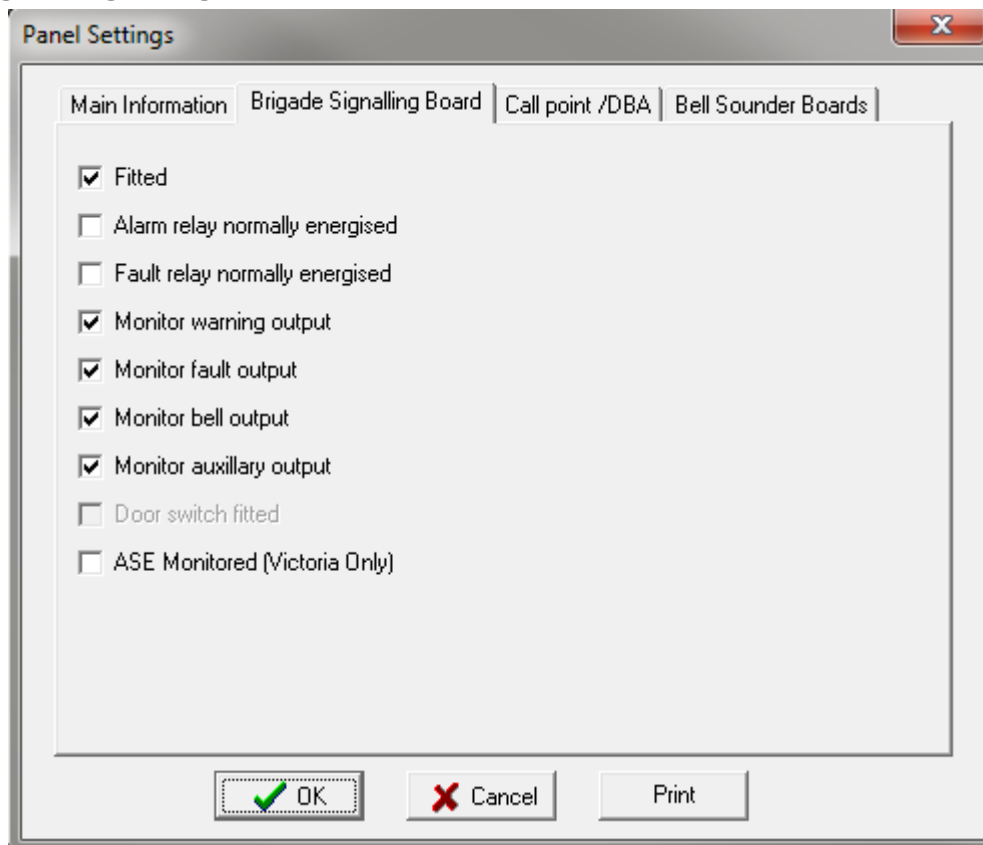 Panel Settings
Main Information Brigade Signalling Board Call point /DBA Bell Sounder Boards
Fitted
Alarm relay normally energised
Fault relay normally energised
Monitor warning output
Monitor fault output
Monitor bell output
Monitor auxillary output
Door switch fitted
ASE Monitored (Victoria Only)
OK Cancel Print